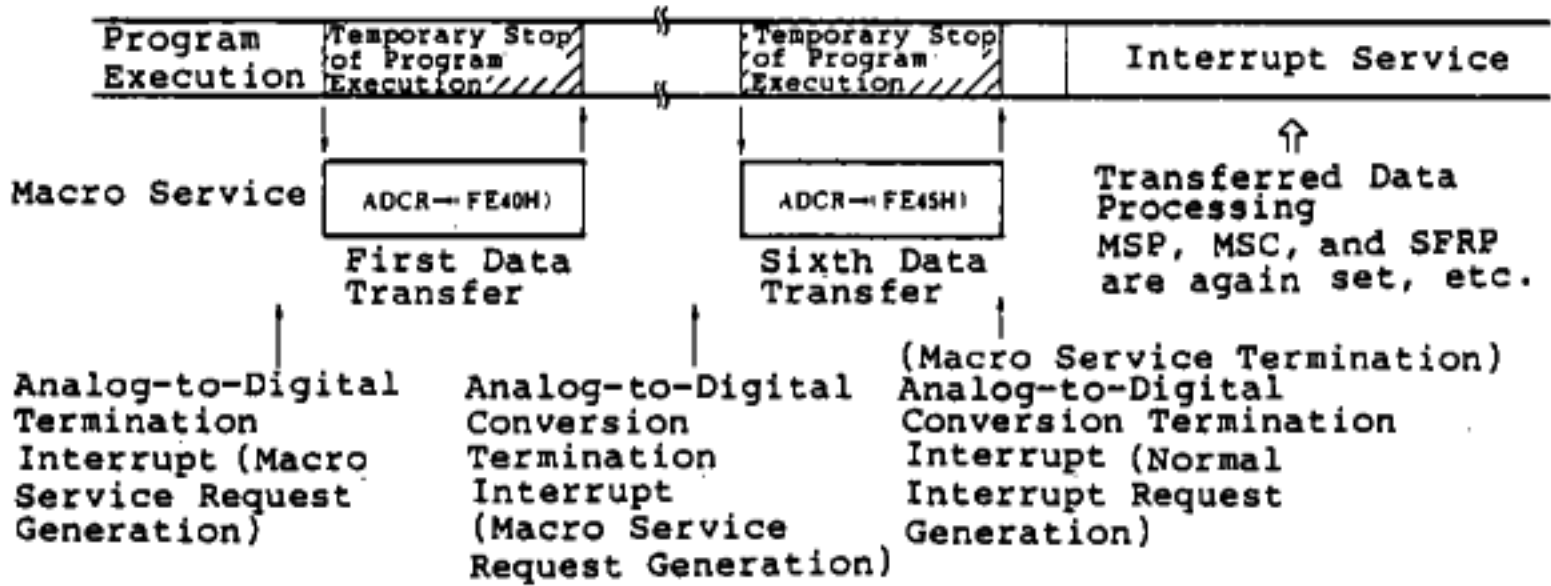 Program
Execution
Temporary Stop
of Program
Execution
Temporary Stop
of Program
Execution
Interrupt Service
Macro Service
ADCR→(FE40H)
First Data
Transfer
ADCR→(FE45H)
Sixth Data
Transfer
Transferred Data
Processing
MSP, MSC, and SFRP
are again set, etc.
Analog-to-Digital
Termination
Interrupt (Macro
Service Request
Generation)
Analog-to-Digital
Conversion
Termination
Interrupt
(Macro Service
Request Generation)
(Macro Service Termination)
Analog-to-Digital
Conversion Termination
Interrupt (Normal
Interrupt Request
Generation)